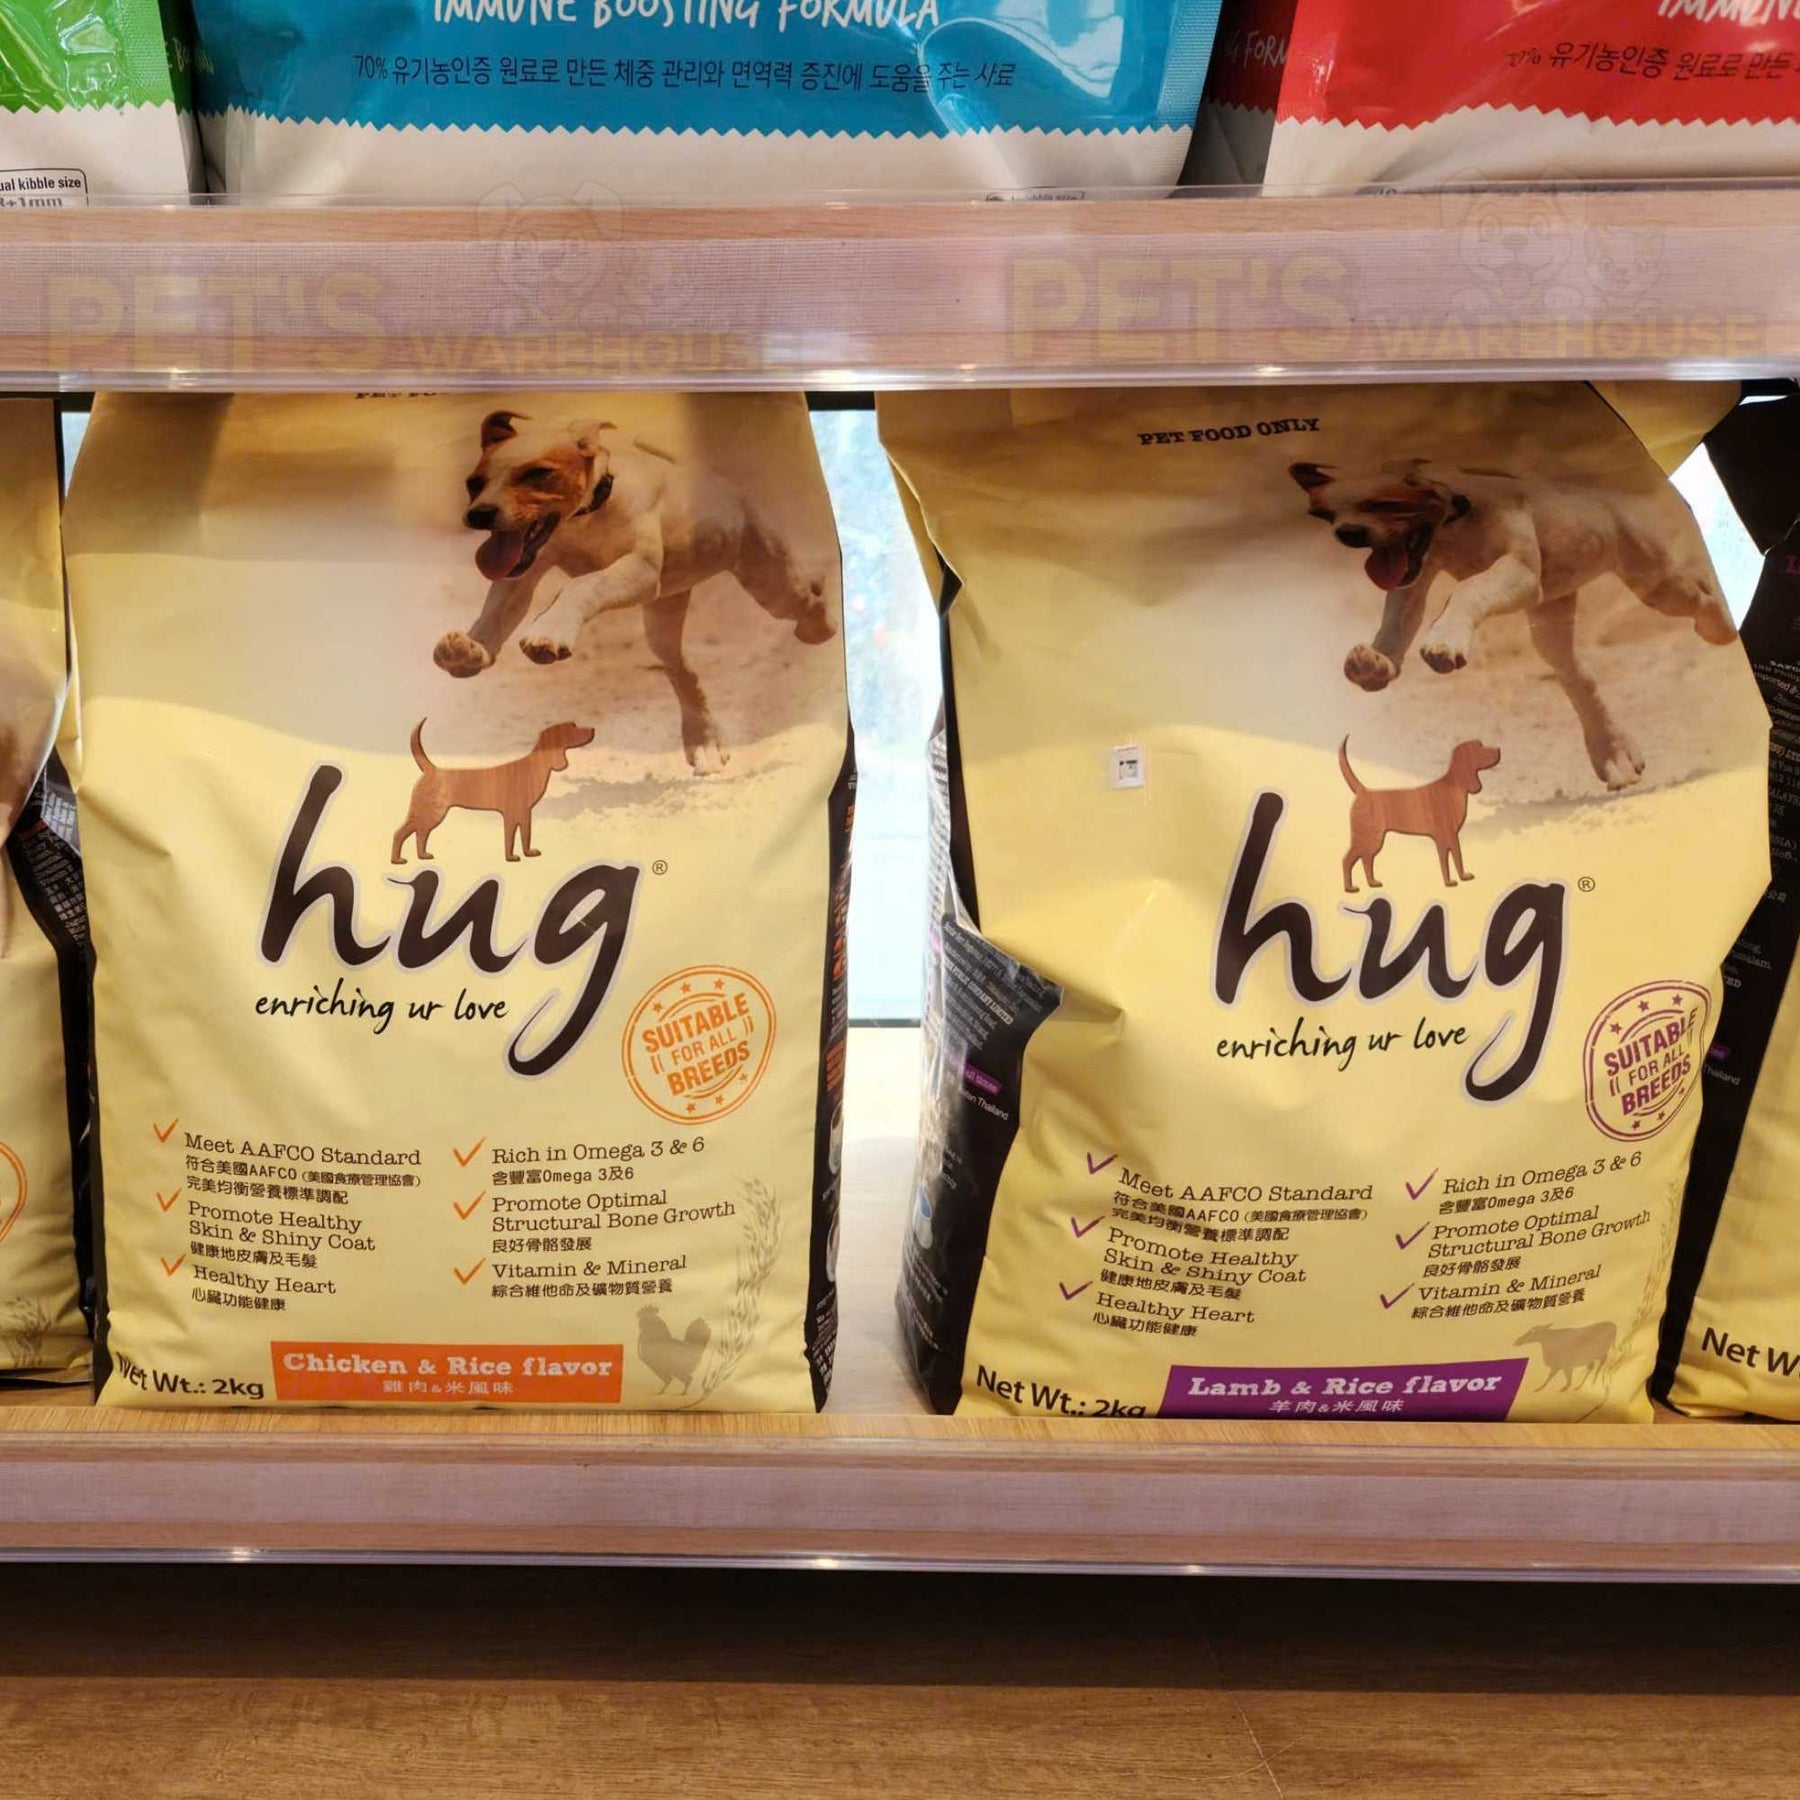 IMMUNE BOOSTING FORMULA
70% 유기농인증 원료로 만든 체중 관리와 면역력 증진에 도움을 주는 사료
유기농인증 원료로 만든
kibble size
PET'S WAREHOUSE
PET'S WAREHOUSE
hug®
enriching ur love
SUITABLE
FOR ALL
BREEDS
Meet AAFCO Standard
符合美國AAFCO (美國食療管理協會)
完美均衡營養標準調配
Promote Healthy
Skin & Shiny Coat
健康地皮膚及毛髮
Healthy Heart
心臟功能健康
Rich in Omega 3 & 6
含豐富Omega 3及6
Promote Optimal
Structural Bone Growth
良好骨骼發展
Vitamin & Mineral
綜合維他命及礦物質營養
Net Wt.: 2kg
Chicken & Rice flavor
雞肉&米風味
PET FOOD ONLY
hug®
enriching ur love
SUITABLE
FOR ALL
BREEDS
Meet AAFCO Standard
符合美國AAFCO (美國食療管理協會)
完美均衡營養標準調配
Promote Healthy
Skin & Shiny Coat
健康地皮膚及毛髮
Healthy Heart
心臟功能健康
Rich in Omega 3 & 6
含豐富Omega 3及6
Promote Optimal
Structural Bone Growth
良好骨骼發展
Vitamin & Mineral
綜合維他命及礦物質營養
Net Wt.: 2kg
Lamb & Rice flavor
羊肉&米風味
Thailand
Net